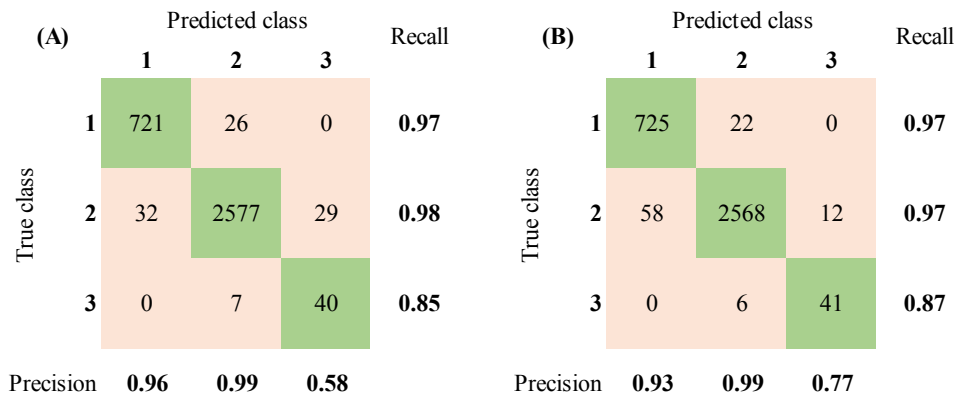 (A) Predicted class Recall
1 2 3
True class
1 721 26 0 0.97
2 32 2577 29 0.98
3 0 7 40 0.85
Precision 0.96 0.99 0.58
(B) Predicted class Recall
1 2 3
True class
1 725 22 0 0.97
2 58 2568 12 0.97
3 0 6 41 0.87
Precision 0.93 0.99 0.77